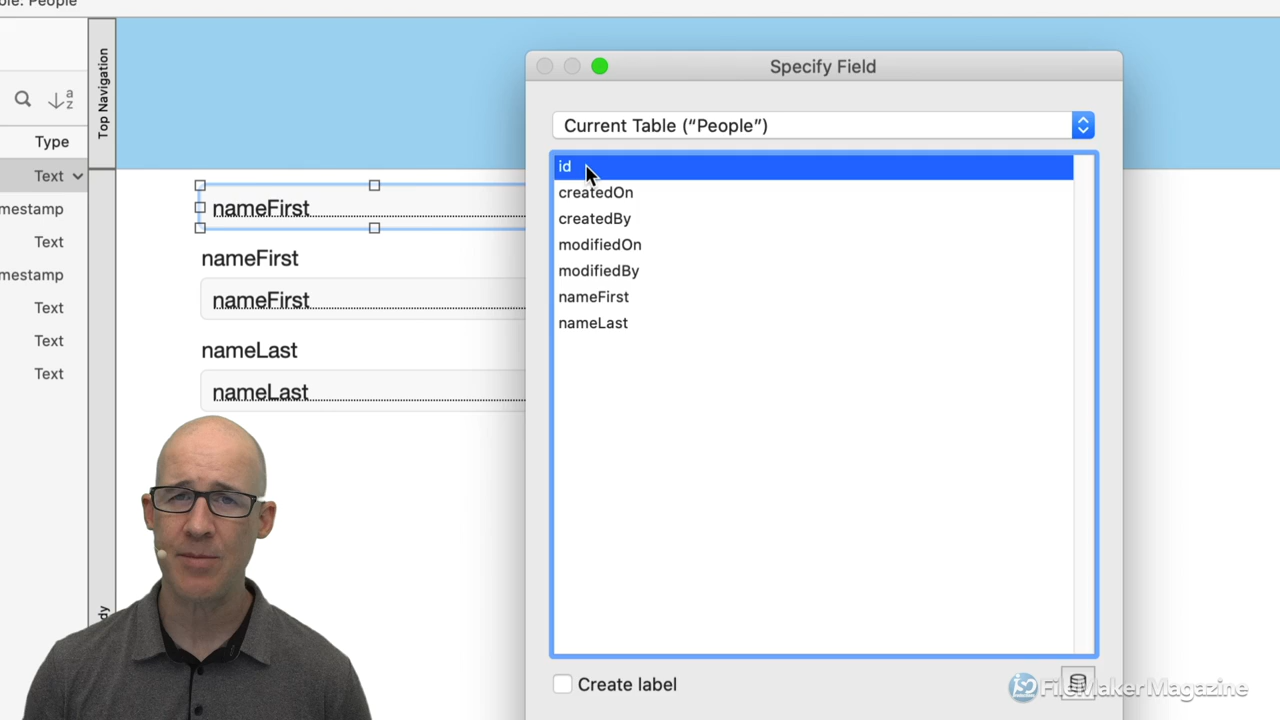 ble: People
Top Navigation
Type
Text
mestamp
Text
mestamp
Text
Text
Text
dy
nameFirst
nameFirst
nameFirst
nameLast
nameLast
Specify Field
Current Table (“People”)
id
createdOn
createdBy
modifiedOn
modifiedBy
nameFirst
nameLast
Create label
FileMakerMagazine